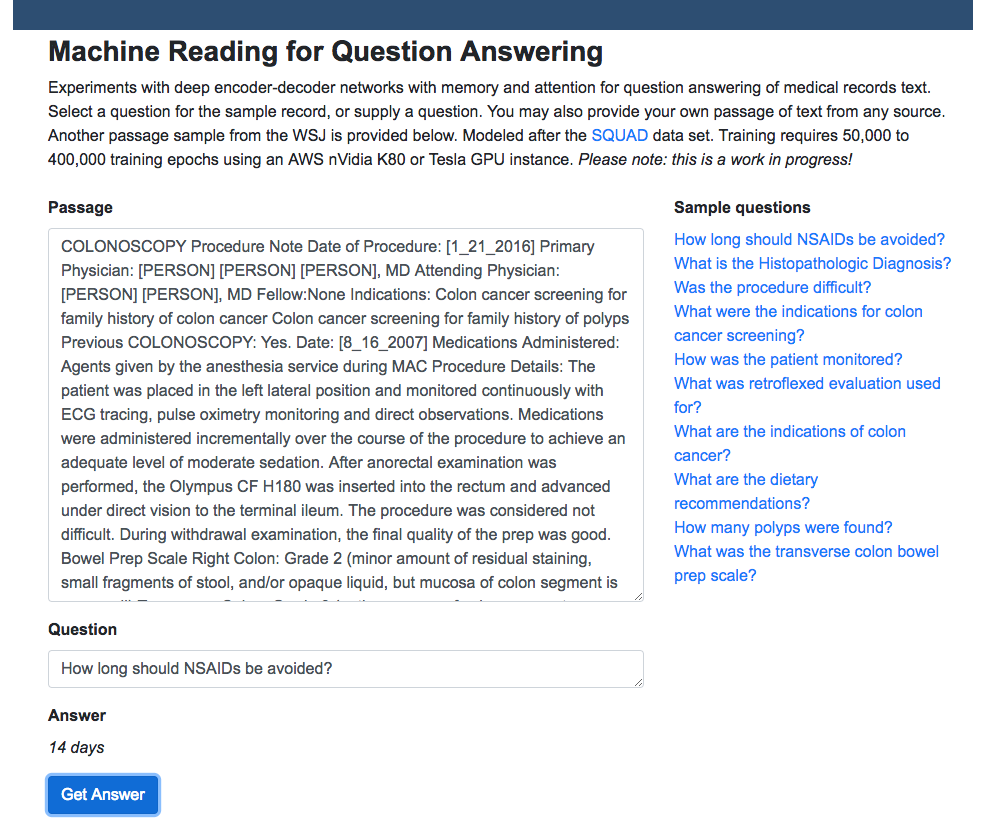 Machine Reading for Question Answering
Experiments with deep encoder-decoder networks with memory and attention for question answering of medical records text.
Select a question for the sample record, or supply a question. You may also provide your own passage of text from any source.
Another passage sample from the WSJ is provided below. Modeled after the SQUAD data set. Training requires 50,000 to
400,000 training epochs using an AWS nVidia K80 or Tesla GPU instance. Please note: this is a work in progress!
Passage
COLONOSCOPY Procedure Note Date of Procedure: [1_21_2016] Primary
Physician: [PERSON] [PERSON] [PERSON], MD Attending Physician:
[PERSON] [PERSON], MD Fellow:None Indications: Colon cancer screening for
family history of colon cancer Colon cancer screening for family history of polyps
Previous COLONOSCOPY: Yes. Date: [8_16_2007] Medications Administered:
Agents given by the anesthesia service during MAC Procedure Details: The
patient was placed in the left lateral position and monitored continuously with
ECG tracing, pulse oximetry monitoring and direct observations. Medications
were administered incrementally over the course of the procedure to achieve an
adequate level of moderate sedation. After anorectal examination was
performed, the Olympus CF H180 was inserted into the rectum and advanced
under direct vision to the terminal ileum. The procedure was considered not
difficult. During withdrawal examination, the final quality of the prep was good.
Bowel Prep Scale Right Colon: Grade 2 (minor amount of residual staining,
small fragments of stool, and/or opaque liquid, but mucosa of colon segment is
Question
How long should NSAIDs be avoided?
Answer
14 days
Get Answer
Sample questions
How long should NSAIDs be avoided?
What is the Histopathologic Diagnosis?
Was the procedure difficult?
What were the indications for colon
cancer screening?
How was the patient monitored?
What was retroflexed evaluation used
for?
What are the indications of colon
cancer?
What are the dietary
recommendations?
How many polyps were found?
What was the transverse colon bowel
prep scale?